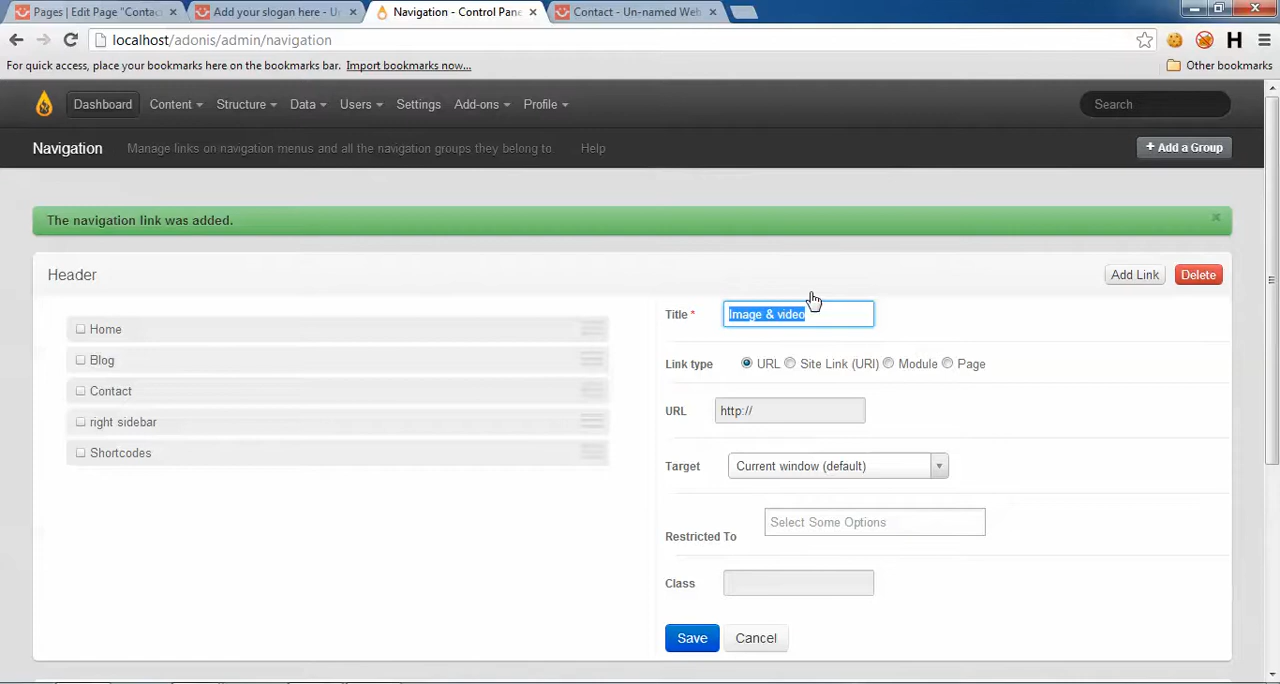 Pages | Edit Page "Contac
Add your slogan here - U
Navigation - Control Pane
Contact - Un-named Web
localhost/adonis/admin/navigation
For quick access, place your bookmarks here on the bookmarks bar. Import bookmarks now...
Other bookmarks
Dashboard
Content
Structure
Data
Users
Settings
Add-ons
Profile
Search
Navigation
Manage links on navigation menus and all the navigation groups they belong to.
Help
+ Add a Group
The navigation link was added.
Header
Add Link
Delete
Home
Blog
Contact
right sidebar
Shortcodes
Title *
Image & video
Link type
URL
Site Link (URI)
Module
Page
URL
http://
Target
Current window (default)
Restricted To
Select Some Options
Class
Save
Cancel